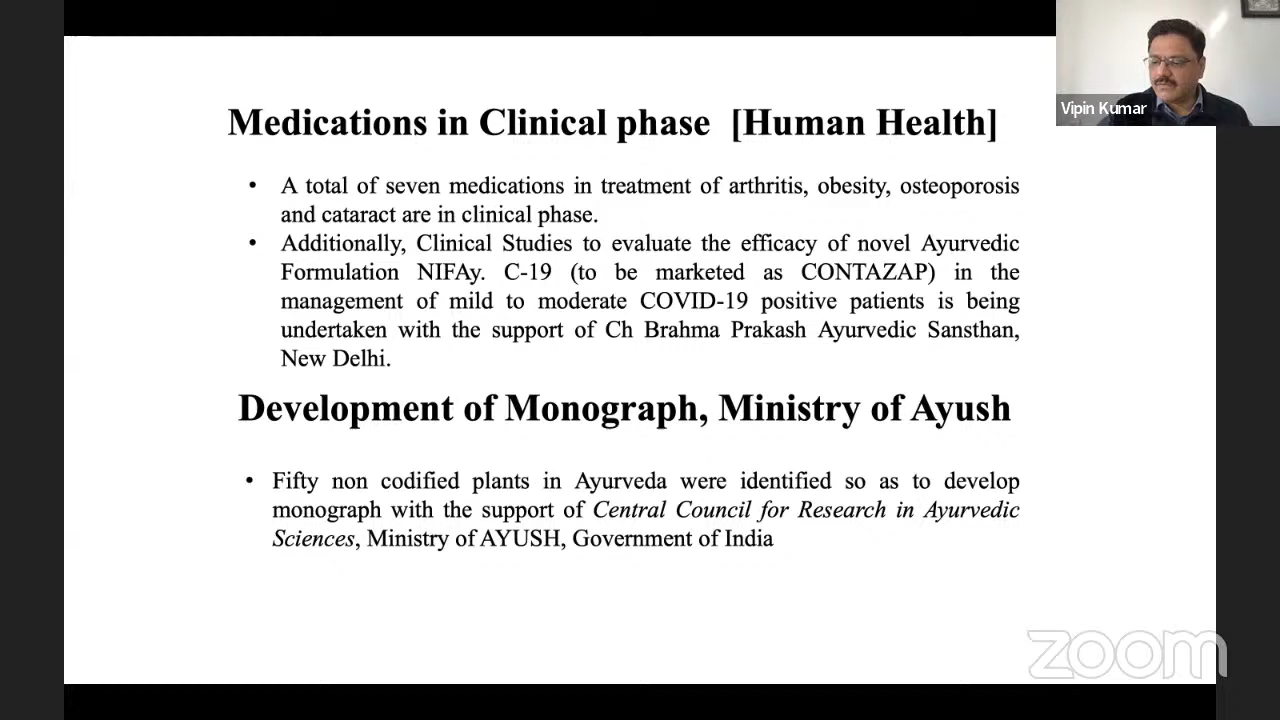 Medications in Clinical phase [Human Health]
• A total of seven medications in treatment of arthritis, obesity, osteoporosis
and cataract are in clinical phase.
• Additionally, Clinical Studies to evaluate the efficacy of novel Ayurvedic
Formulation NIFAy. C-19 (to be marketed as CONTAZAP) in the
management of mild to moderate COVID-19 positive patients is being
undertaken with the support of Ch Brahma Prakash Ayurvedic Sansthan,
New Delhi.
Development of Monograph, Ministry of Ayush
• Fifty non codified plants in Ayurveda were identified so as to develop
monograph with the support of Central Council for Research in Ayurvedic
Sciences, Ministry of AYUSH, Government of India
Vipin Kumar
zoom